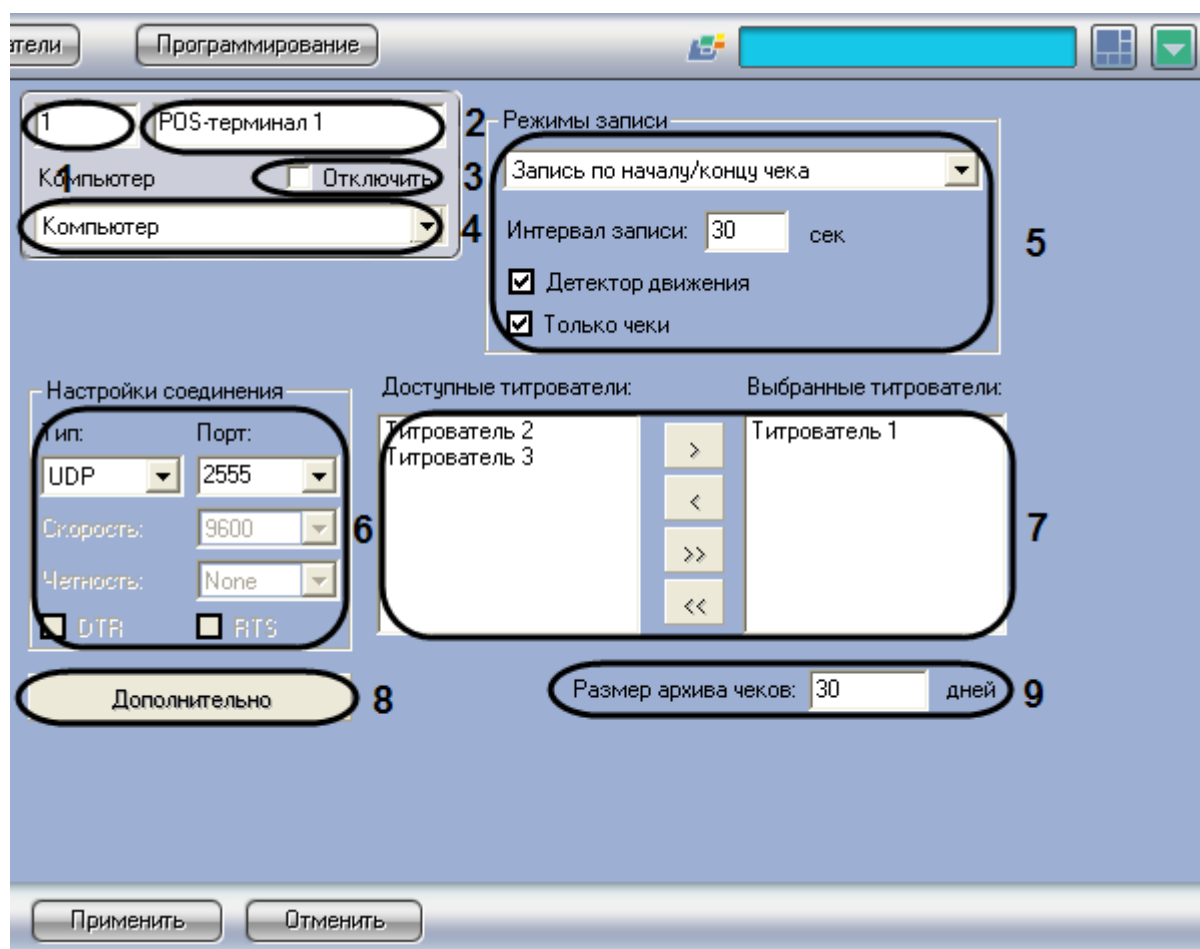 атели
Программирование
1
POS-терминал 1
2
1
Компьютер
Отключить
3
Компьютер
4
Режимы записи
Запись по началу/концу чека
Интервал записи: 30 сек
Детектор движения
Только чеки
5
Настройки соединения
Тип: Порт:
UDP 2555
Скорость: 9600
Четность: None
DTR RTS
6
Доступные титрователи:
Выбранные титрователи:
Титрователь 2
Титрователь 3
>
<
>>
<<
Титрователь 1
7
Дополнительно
8
Размер архива чеков: 30 дней
9
Применить
Отменить